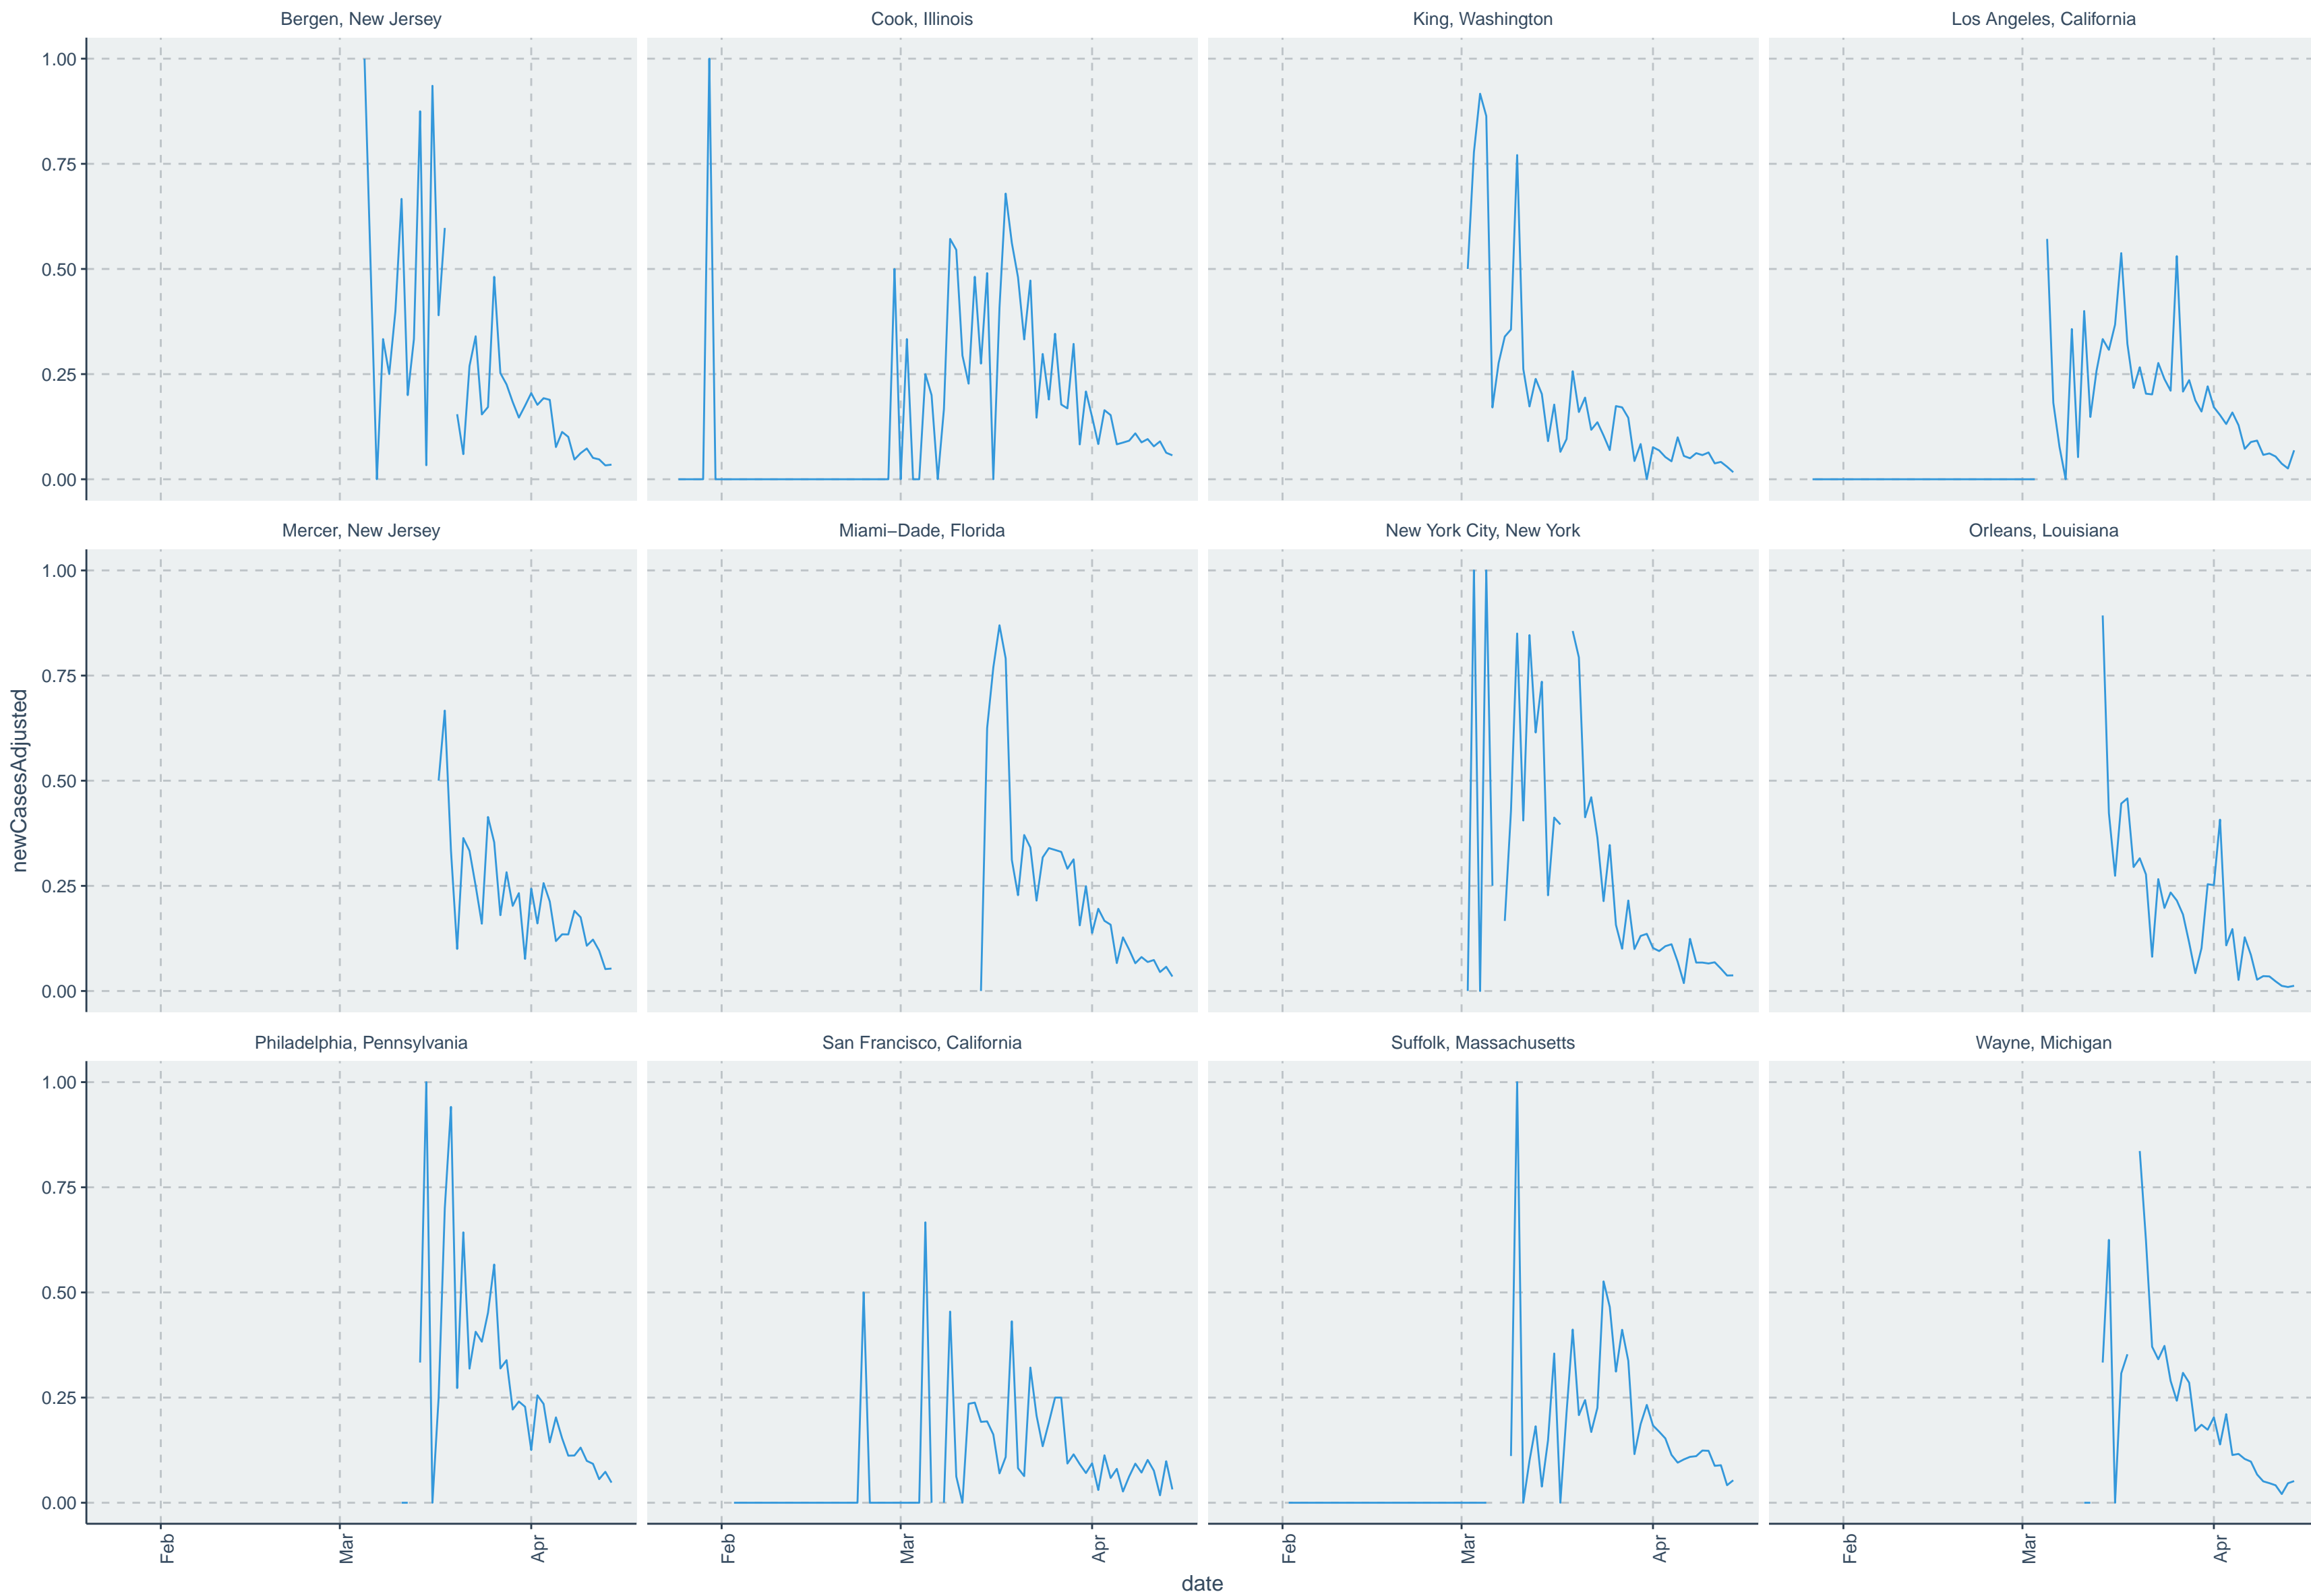 Bergen, New Jersey
Cook, Illinois
King, Washington
Los Angeles, California
1.00
0.75
0.50
0.25
0.00
Mercer, New Jersey
Miami−Dade, Florida
New York City, New York
Orleans, Louisiana
1.00
0.75
0.50
0.25
0.00
newCasesAdjusted
Philadelphia, Pennsylvania
San Francisco, California
Suffolk, Massachusetts
Wayne, Michigan
1.00
0.75
0.50
0.25
0.00
Feb
Mar
Apr
Feb
Mar
Apr
Feb
Mar
Apr
Feb
Mar
Apr
date